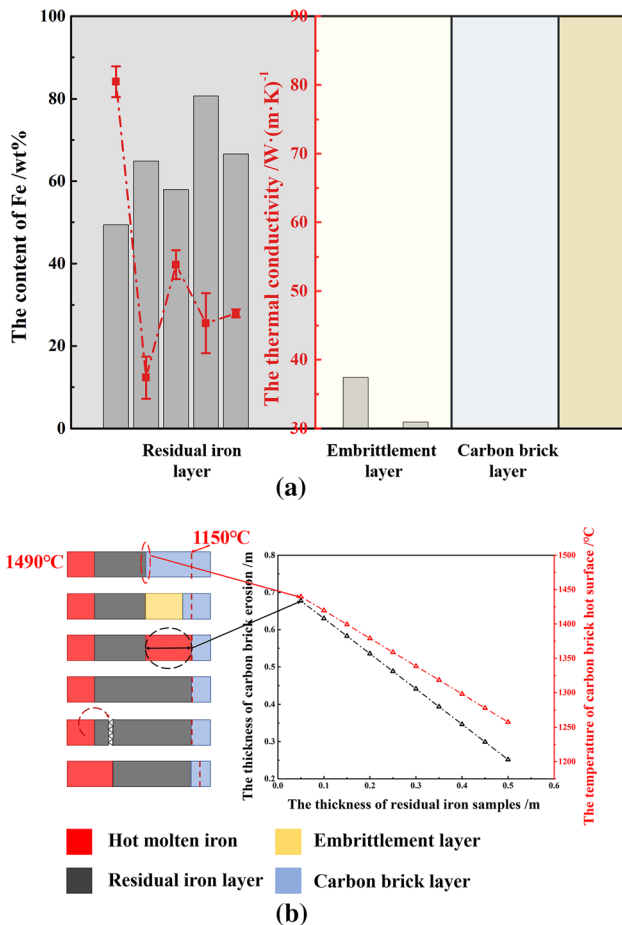 100
80
60
40
20
0
The content of Fe /wt%
90
80
70
60
50
40
30
The thermal conductivity /W·(m·K)⁻¹
Residual iron
layer
Embrittlement
layer
Carbon brick
layer
(a)
1150°C
1490°C
0.8
0.7
0.6
0.5
0.4
0.3
0.2
The thickness of carbon brick erosion /m
1500
1450
1400
1350
1300
1250
1200
The temperature of carbon brick hot surface /°C
0.0 0.1 0.2 0.3 0.4 0.5 0.6
The thickness of residual iron samples /m
Hot molten iron
Embrittlement layer
Residual iron layer
Carbon brick layer
(b)